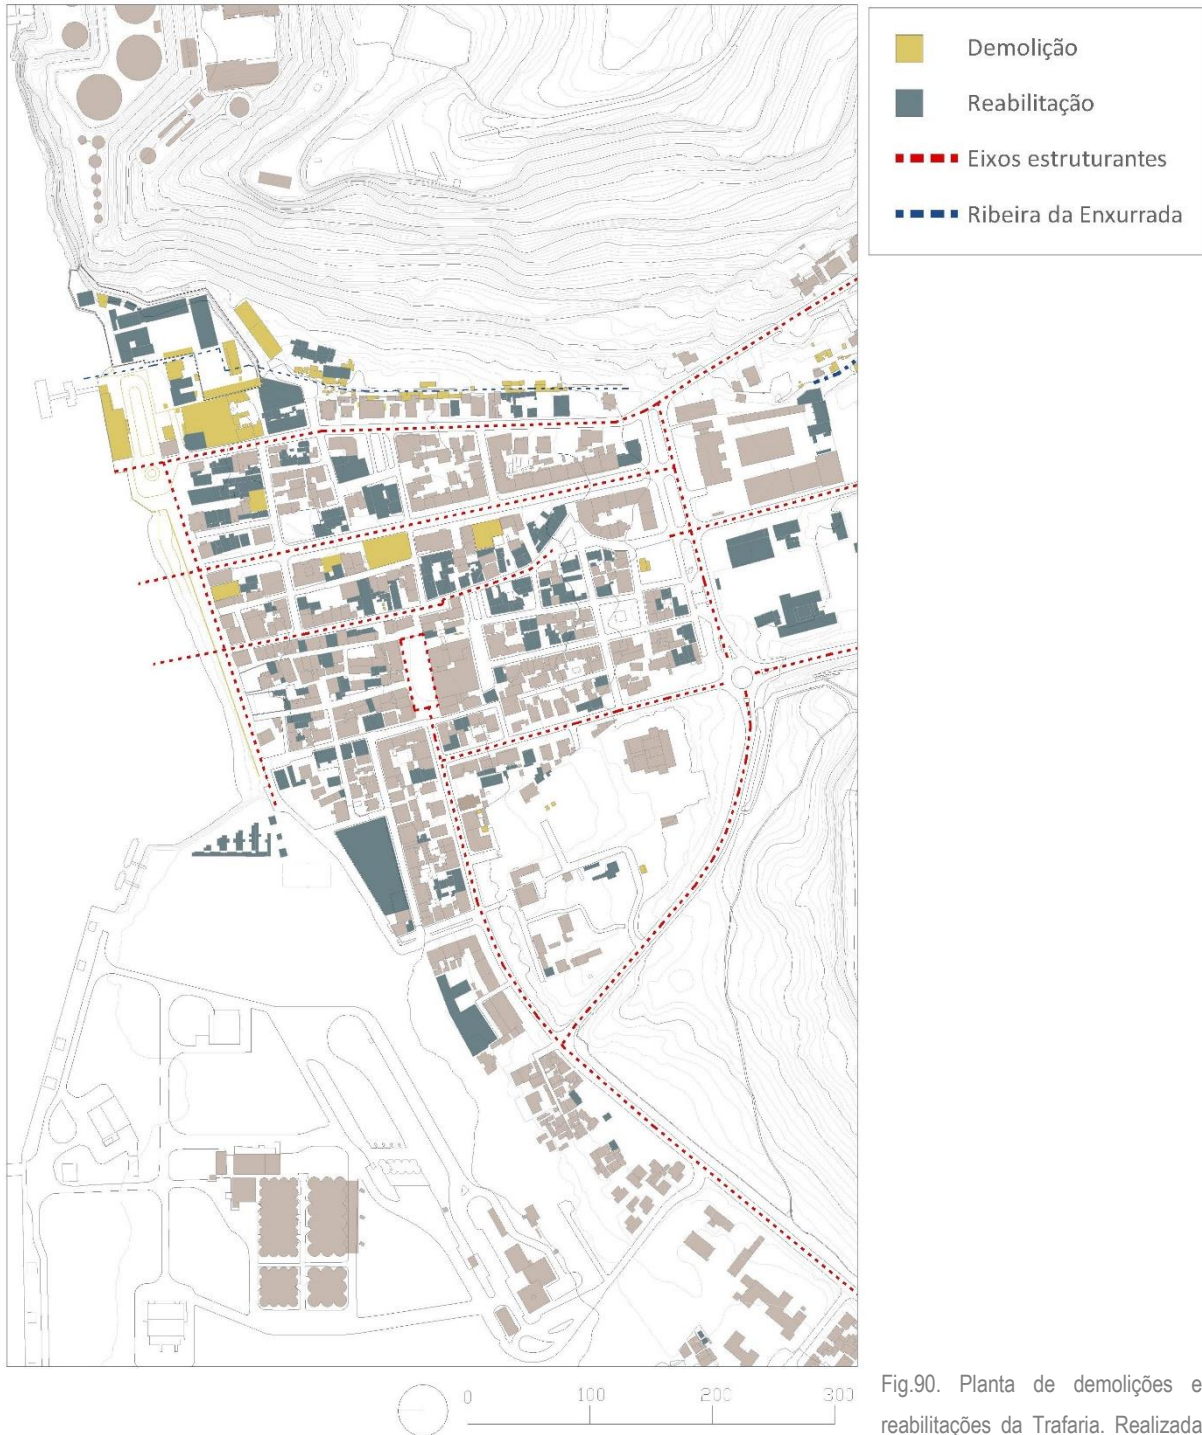 Demolição
Reabilitação
Eixos estruturantes
Ribeira da Enxurrada
0 100 200 300
Fig.90. Planta de demolições e
reabilitações da Trafaria. Realizada